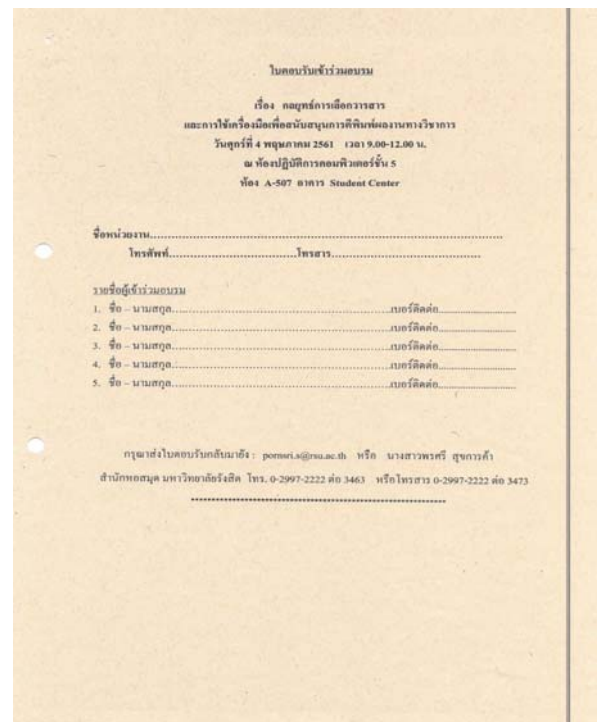 ใบตอบรับเข้าร่วมอบรม
เรื่อง กลยุทธ์การเลือกวารสาร
และการใช้เครื่องมือเพื่อสนับสนุนการตีพิมพ์ผลงานทางวิชาการ
วันศุกร์ที่ 4 พฤษภาคม 2561 เวลา 9.00-12.00 น.
ณ ห้องปฏิบัติการคอมพิวเตอร์ชั้น 5
ห้อง A-507 อาคาร Student Center
ชื่อหน่วยงาน........................................................................................................
โทรศัพท์......................................โทรสาร............................................
รายชื่อผู้เข้าร่วมอบรม
1. ชื่อ – นามสกุล................................................................เบอร์ติดต่อ........................
2. ชื่อ – นามสกุล................................................................เบอร์ติดต่อ........................
3. ชื่อ – นามสกุล................................................................เบอร์ติดต่อ........................
4. ชื่อ – นามสกุล................................................................เบอร์ติดต่อ........................
5. ชื่อ – นามสกุล................................................................เบอร์ติดต่อ........................
กรุณาส่งใบตอบรับกลับมายัง : pornsri.s@rsu.ac.th หรือ นางสาวพรศรี สุขการค้า
สำนักหอสมุด มหาวิทยาลัยรังสิต โทร. 0-2997-2222 ต่อ 3463 หรือโทรสาร 0-2997-2222 ต่อ 3473